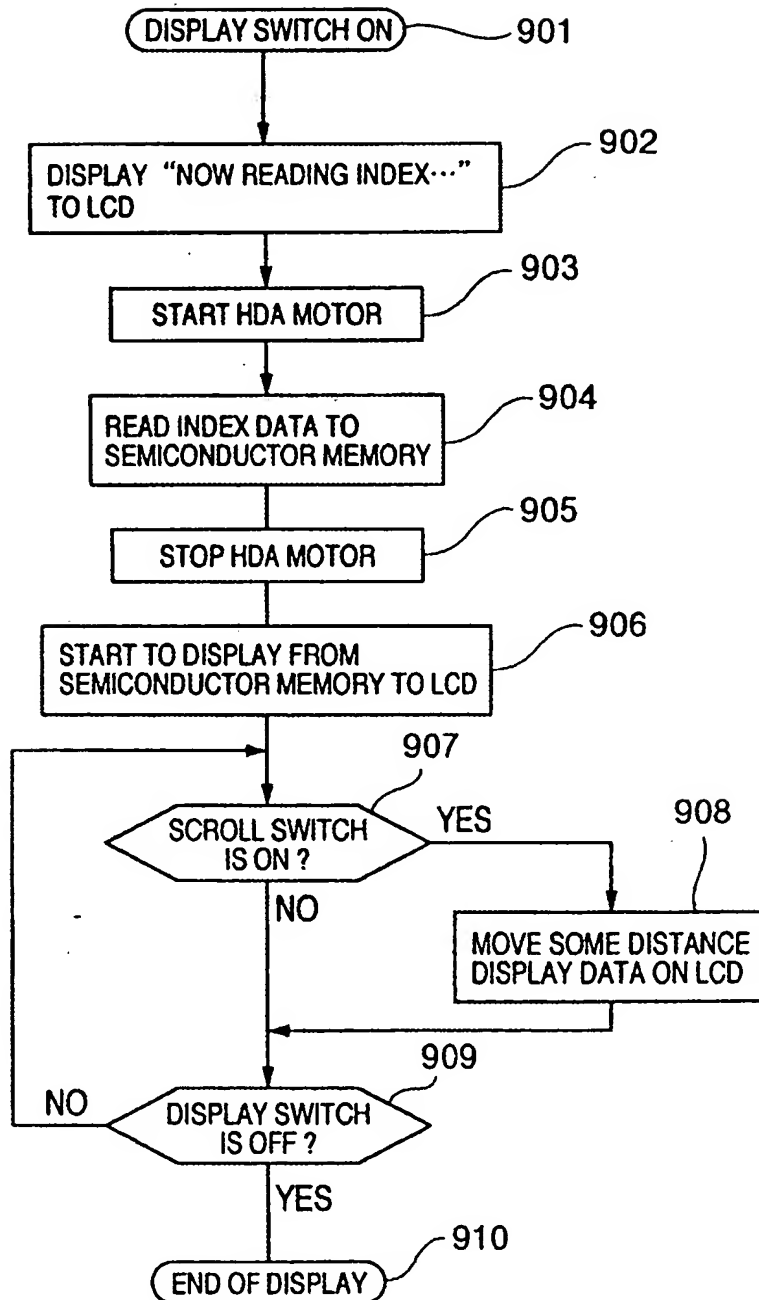 DISPLAY SWITCH ON
901
902
DISPLAY “NOW READING INDEX⋯”
TO LCD
903
START HDA MOTOR
904
READ INDEX DATA TO
SEMICONDUCTOR MEMORY
905
STOP HDA MOTOR
906
START TO DISPLAY FROM
SEMICONDUCTOR MEMORY TO LCD
907
SCROLL SWITCH
IS ON ?
YES
908
NO
MOVE SOME DISTANCE
DISPLAY DATA ON LCD
909
NO
DISPLAY SWITCH
IS OFF ?
YES
910
END OF DISPLAY